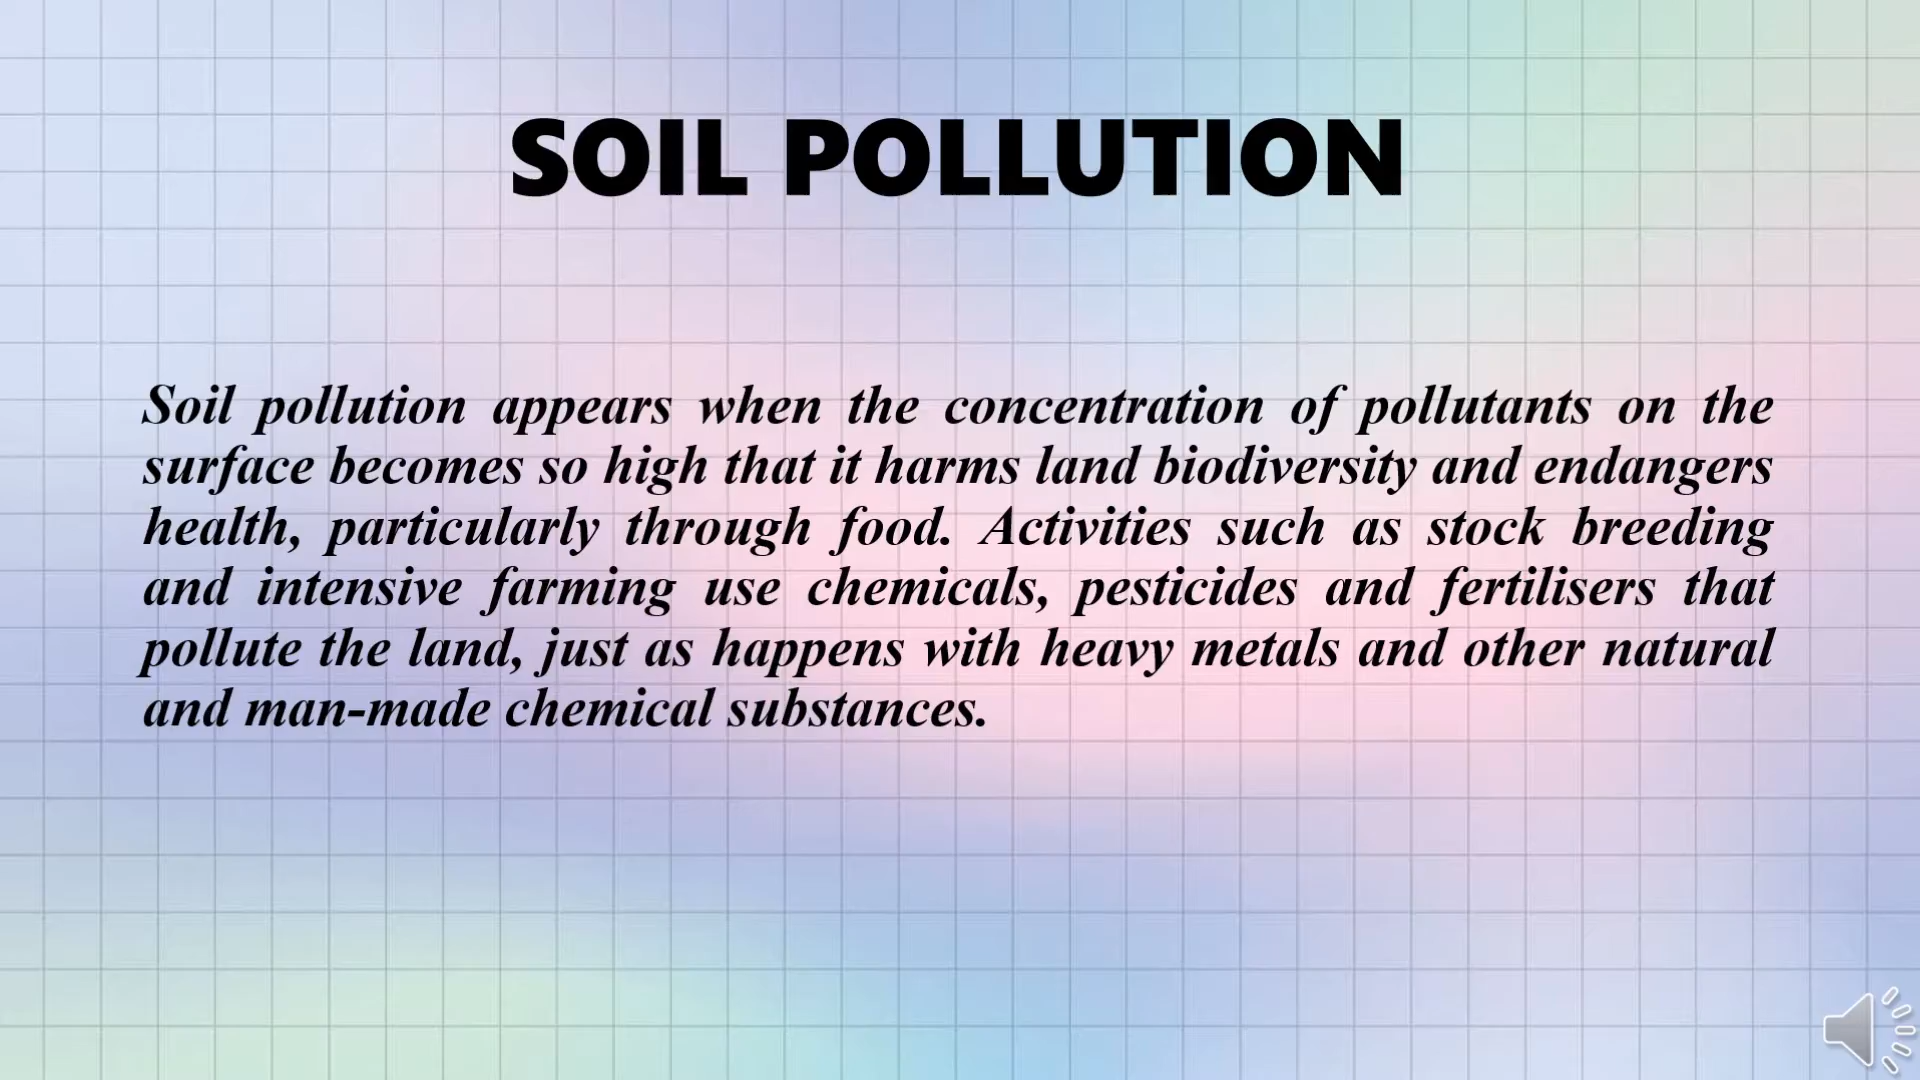 SOIL POLLUTION
Soil pollution appears when the concentration of pollutants on the
surface becomes so high that it harms land biodiversity and endangers
health, particularly through food. Activities such as stock breeding
and intensive farming use chemicals, pesticides and fertilisers that
pollute the land, just as happens with heavy metals and other natural
and man-made chemical substances.